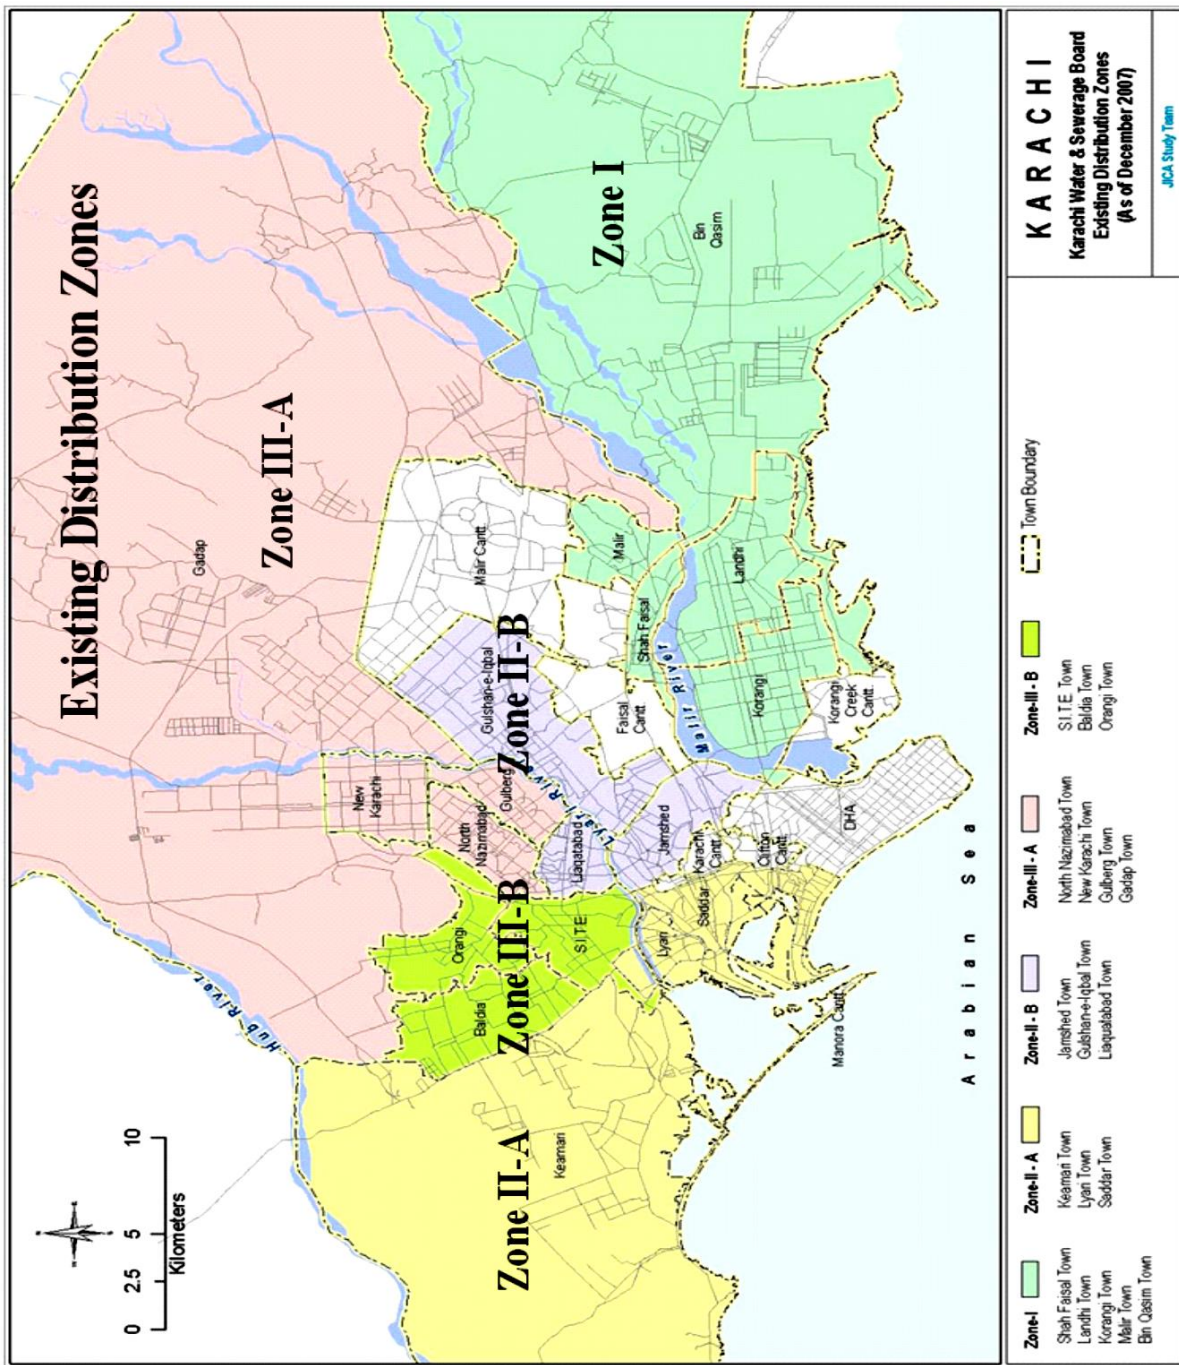 Existing Distribution Zones
Zone III-A
Gadap
Zone I
Bin
Qasim
Malir Cantt.
Malir
Landhi
Shah Faisal
Zone II-B
Gulshan-e-Iqbal
Faisal
Cantt.
Malir River
Korangi
Korangi
Creek
Cantt.
New
Karachi
Gulberg
North
Nazimabad
Lyari River
Liaqatabad
Jamshed
Karachi
Cantt.
Clifton
Cantt.
DHA
Saddar
Lyari
Zone III-B
Orangi
S.I.T.E
Baldia
Hub River
Zone II-A
Keamari
Manora Cantt.
Arabian Sea
0 2.5 5 10
Kilometers
KARACHI
Karachi Water & Sewerage Board
Existing Distribution Zones
(As of December 2007)
JICA Study Team
Zone-I
Shah Faisal Town
Landhi Town
Korangi Town
Malir Town
Bin Qasim Town
Zone-II - A
Keamari Town
Lyari Town
Saddar Town
Zone-II - B
Jamshed Town
Gulshan-e-Iqbal Town
Liaqualabad Town
Zone-III - A
North Nazimabad Town
New Karachi Town
Gulberg Town
Gadap Town
Zone-III - B
S.I.T.E Town
Baldia Town
Orangi Town
Town Boundary